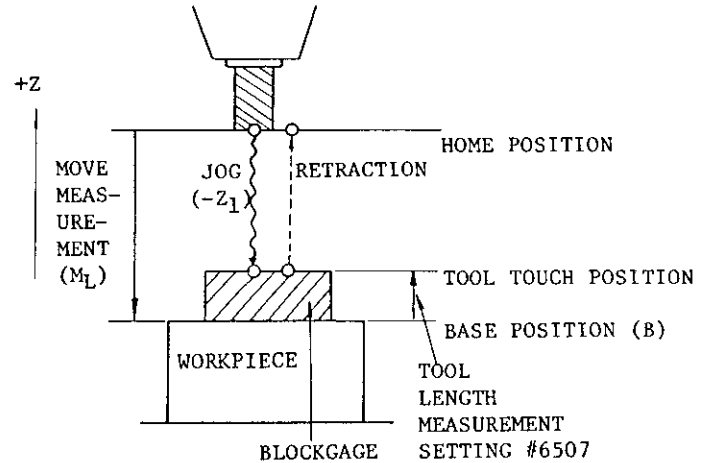 +Z
HOME POSITION
MOVE
MEAS-
URE-
MENT
(ML)
JOG
(-Z1)
RETRACTION
TOOL TOUCH POSITION
BASE POSITION (B)
WORKPIECE
TOOL
LENGTH
MEASUREMENT
SETTING #6507
BLOCKGAGE